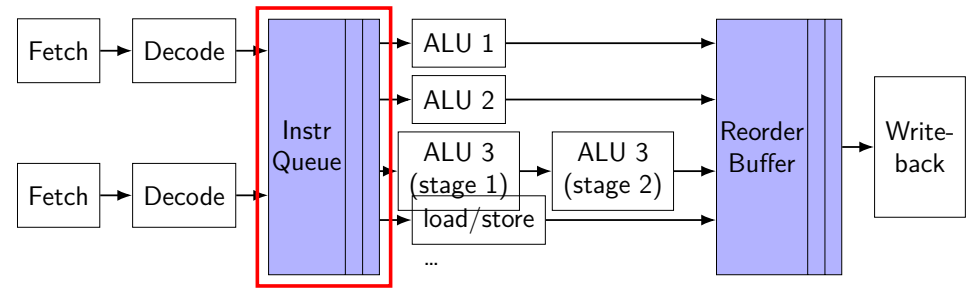 Fetch
Decode
Fetch
Decode
Instr
Queue
ALU 1
ALU 2
ALU 3
(stage 1)
ALU 3
(stage 2)
load/store
...
Reorder
Buffer
Write-
back